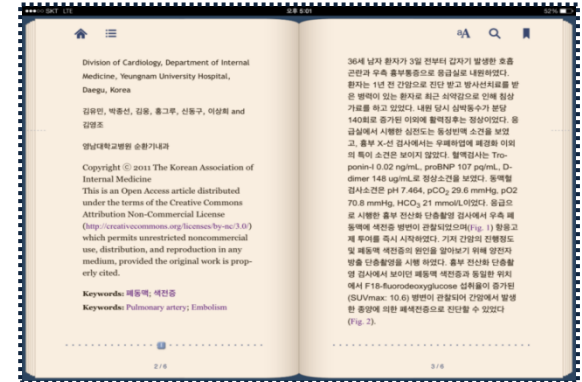 SKT LTE
오후 5:01
52%
Division of Cardiology, Department of Internal
Medicine, Yeungnam University Hospital,
Daegu, Korea
김유민, 박종선, 김웅, 홍그루, 신동구, 이상희 and
김영조
영남대학교병원 순환기내과
Copyright ⓒ 2011 The Korean Association of
Internal Medicine
This is an Open Access article distributed
under the terms of the Creative Commons
Attribution Non-Commercial License
(http://creativecommons.org/licenses/by-nc/3.0/)
which permits unrestricted noncommercial
use, distribution, and reproduction in any
medium, provided the original work is prop-
erly cited.
Keywords: 폐동맥; 색전증
Keywords: Pulmonary artery; Embolism
1
2/6
aA
36세 남자 환자가 3일 전부터 갑자기 발생한 호흡
곤란과 우측 흉부통증으로 응급실로 내원하였다.
환자는 1년 전 간암으로 진단 받고 방사선치료를 받
은 병력이 있는 환자로 최근 쇠약감으로 인해 침상
가료를 하고 있었다. 내원 당시 심박동수가 분당
140회로 증가된 이외에 활력징후는 정상이었다. 응
급실에서 시행한 심전도는 동성빈맥 소견을 보였
고, 흉부 X-선 검사에서는 우폐하엽에 폐경화 이외
의 특이 소견은 보이지 않았다. 혈액검사는 Tro-
ponin-I 0.02 ng/mL, proBNP 107 pq/mL, D-
dimer 148 ug/mL로 정상소견을 보였다. 동맥혈
검사소견은 pH 7.464, pCO2 29.6 mmHg, pO2
70.8 mmHg, HCO3 21 mmol/L이었다. 응급으
로 시행한 흉부 전산화 단층촬영 검사에서 우측 폐
동맥에 색전증 병변이 관찰되었으며(Fig. 1) 항응고
제 투여를 즉시 시작하였다. 기저 간암의 진행정도
및 폐동맥 색전증의 원인을 알아보기 위해 양전자
방출 단층촬영을 시행 하였다. 흉부 전산화 단층촬
영 검사에서 보이던 폐동맥 색전증과 동일한 위치
에서 F18-fluorodeoxyglucose 섭취율이 증가된
(SUVmax: 10.6) 병변이 관찰되어 간암에서 발생
한 종양에 의한 폐색전증으로 진단할 수 있었다
(Fig. 2).
3/6